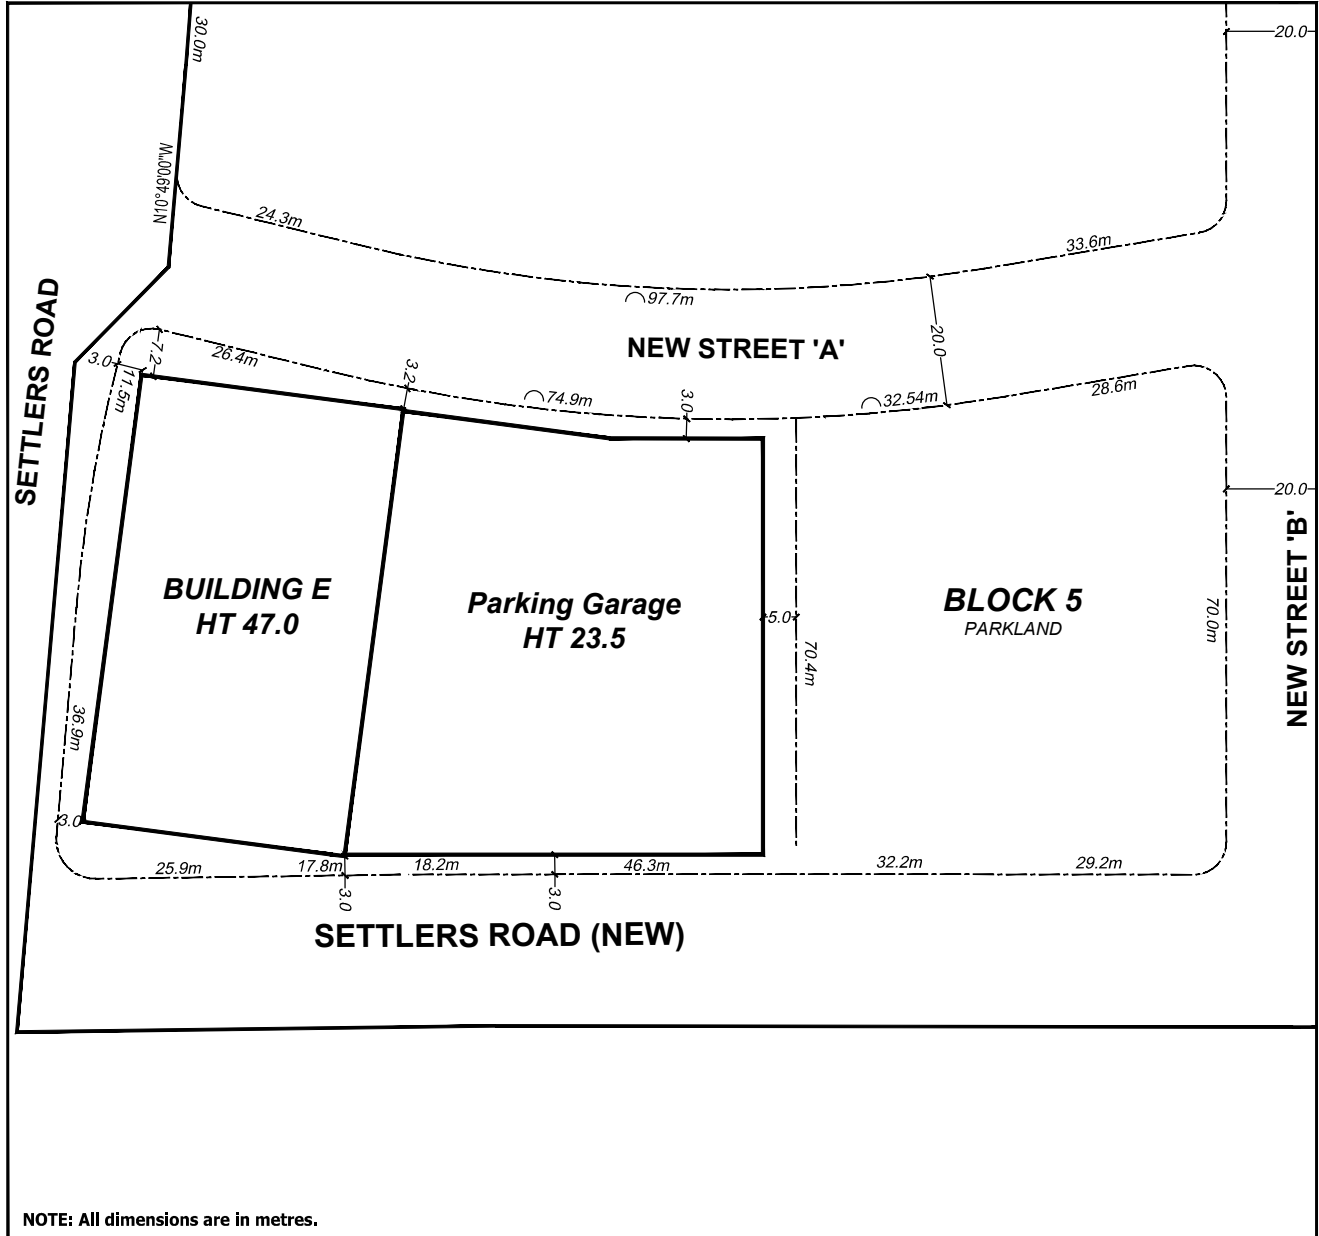 30.0m
20.0
N10°49'00"W
24.3m
33.6m
97.7m
SETTLERS ROAD
NEW STREET 'A'
20.0
3.0
7.2
26.4m
11.5m
3.2
74.9m
3.0
32.54m
28.6m
20.0
BUILDING E
HT 47.0
Parking Garage
HT 23.5
5.0
70.4m
BLOCK 5
PARKLAND
70.0m
NEW STREET 'B'
36.9m
3.0
25.9m
17.8m
18.2m
46.3m
32.2m
29.2m
3.0
3.0
SETTLERS ROAD (NEW)
NOTE: All dimensions are in metres.